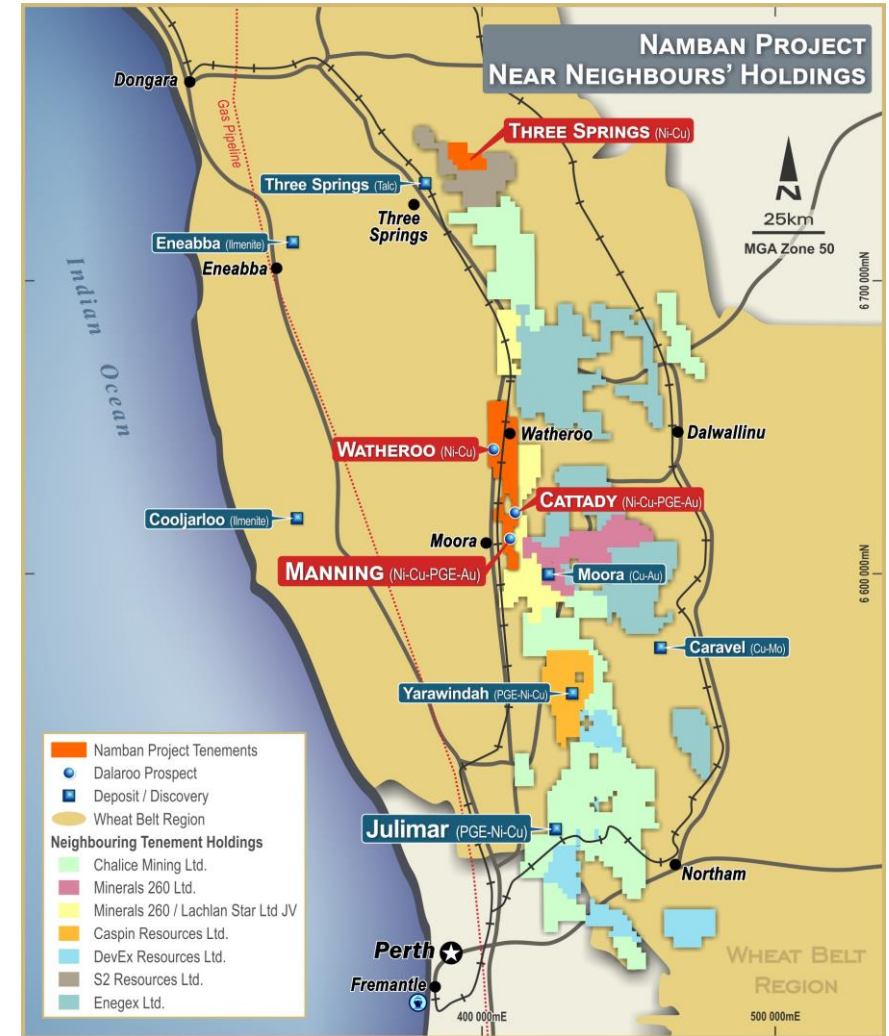 NAMBAN PROJECT
NEAR NEIGHBOURS' HOLDINGS
Dongara
Gas Pipeline
THREE SPRINGS (Ni-Cu)
N
25km
MGA Zone 50
Three Springs (Talc)
Three
Springs
Eneabba (Ilmenite)
Eneabba
Indian Ocean
6 700 000mN
Watheroo
Dalwallinu
WATHEROO (Ni-Cu)
CATTADY (Ni-Cu-PGE-Au)
Cooljarloo (Ilmenite)
Moora
MANNING (Ni-Cu-PGE-Au)
Moora (Cu-Au)
6 600 000mN
Caravel (Cu-Mo)
Yarawindah (PGE-Ni-Cu)
Julimar (PGE-Ni-Cu)
Northam
Perth
Fremantle
WHEAT BELT
REGION
400 000mE
500 000mE
Namban Project Tenements
Dalaroo Prospect
Deposit / Discovery
Wheat Belt Region
Neighbouring Tenement Holdings
Chalice Mining Ltd.
Minerals 260 Ltd.
Minerals 260 / Lachlan Star Ltd JV
Caspin Resources Ltd.
DevEx Resources Ltd.
S2 Resources Ltd.
Enegex Ltd.